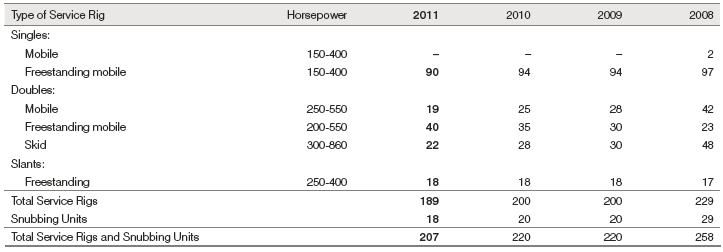 Type of Service Rig Horsepower 2011 2010 2009 2008
Singles:
Mobile 150-400 – – – 2
Freestanding mobile 150-400 90 94 94 97
Doubles:
Mobile 250-550 19 25 28 42
Freestanding mobile 200-550 40 35 30 23
Skid 300-860 22 28 30 48
Slants:
Freestanding 250-400 18 18 18 17
Total Service Rigs 189 200 200 229
Snubbing Units 18 20 20 29
Total Service Rigs and Snubbing Units 207 220 220 258